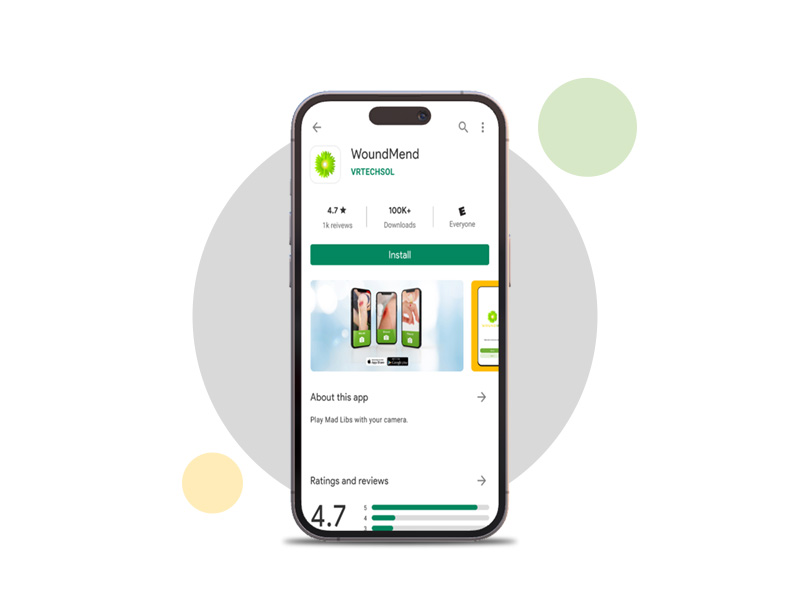 WoundMend
VRTECHSOL
4.7 ★
100K+
E
1k reivews
Downloads
Everyone
Install
About this app
Play Mad Libs with your camera.
Ratings and reviews
4.7
5
4
3